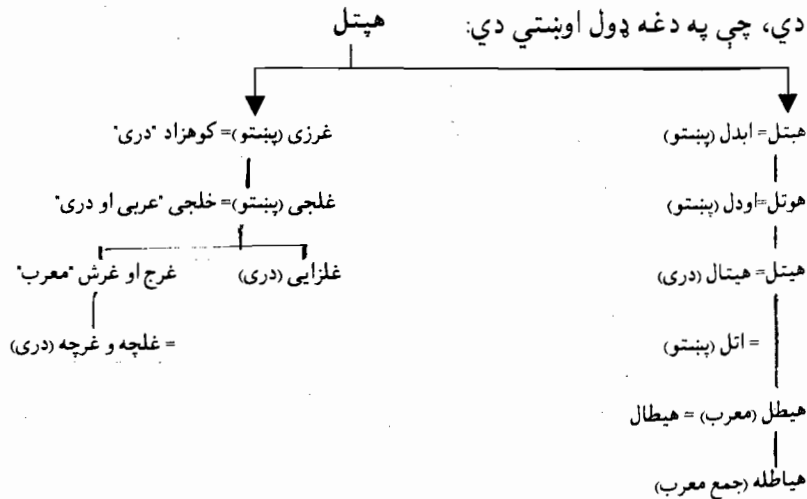 دي، چې په دغه ډول اوښتي دي:
هپتل
هبتل= ابدل (پښتو) غرزی (پښتو)= کوهزاد "دری"
هوتل=اودل (پښتو) غلجی (پښتو)= خلجی "عربی او دری"
هیتل= هیتال (دری) غلزایی (دری) غرج او غرش "معرب"
= اتل (پښتو) = غلچه و غرچه (دری)
هیطل (معرب) = هیطال
هیاطله (جمع معرب)